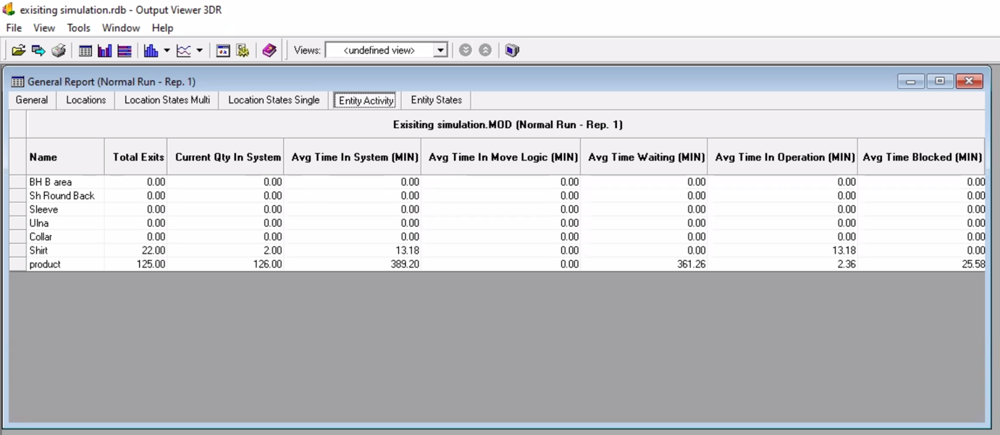 exisiting simulation.rdb - Output Viewer 3DR
File View Tools Window Help
Views: <undefined view>
General Report (Normal Run - Rep. 1)
General Locations Location States Multi Location States Single Entity Activity Entity States
Exisiting simulation.MOD (Normal Run - Rep. 1)
Name Total Exits Current Qty In System Avg Time In System (MIN) Avg Time In Move Logic (MIN) Avg Time Waiting (MIN) Avg Time In Operation (MIN) Avg Time Blocked (MIN)
BH B area 0.00 0.00 0.00 0.00 0.00 0.00 0.00
Sh Round Back 0.00 0.00 0.00 0.00 0.00 0.00 0.00
Sleeve 0.00 0.00 0.00 0.00 0.00 0.00 0.00
Ulna 0.00 0.00 0.00 0.00 0.00 0.00 0.00
Collar 0.00 0.00 0.00 0.00 0.00 0.00 0.00
Shirt 22.00 2.00 13.18 0.00 0.00 13.18 0.00
product 125.00 126.00 389.20 0.00 361.26 2.36 25.58